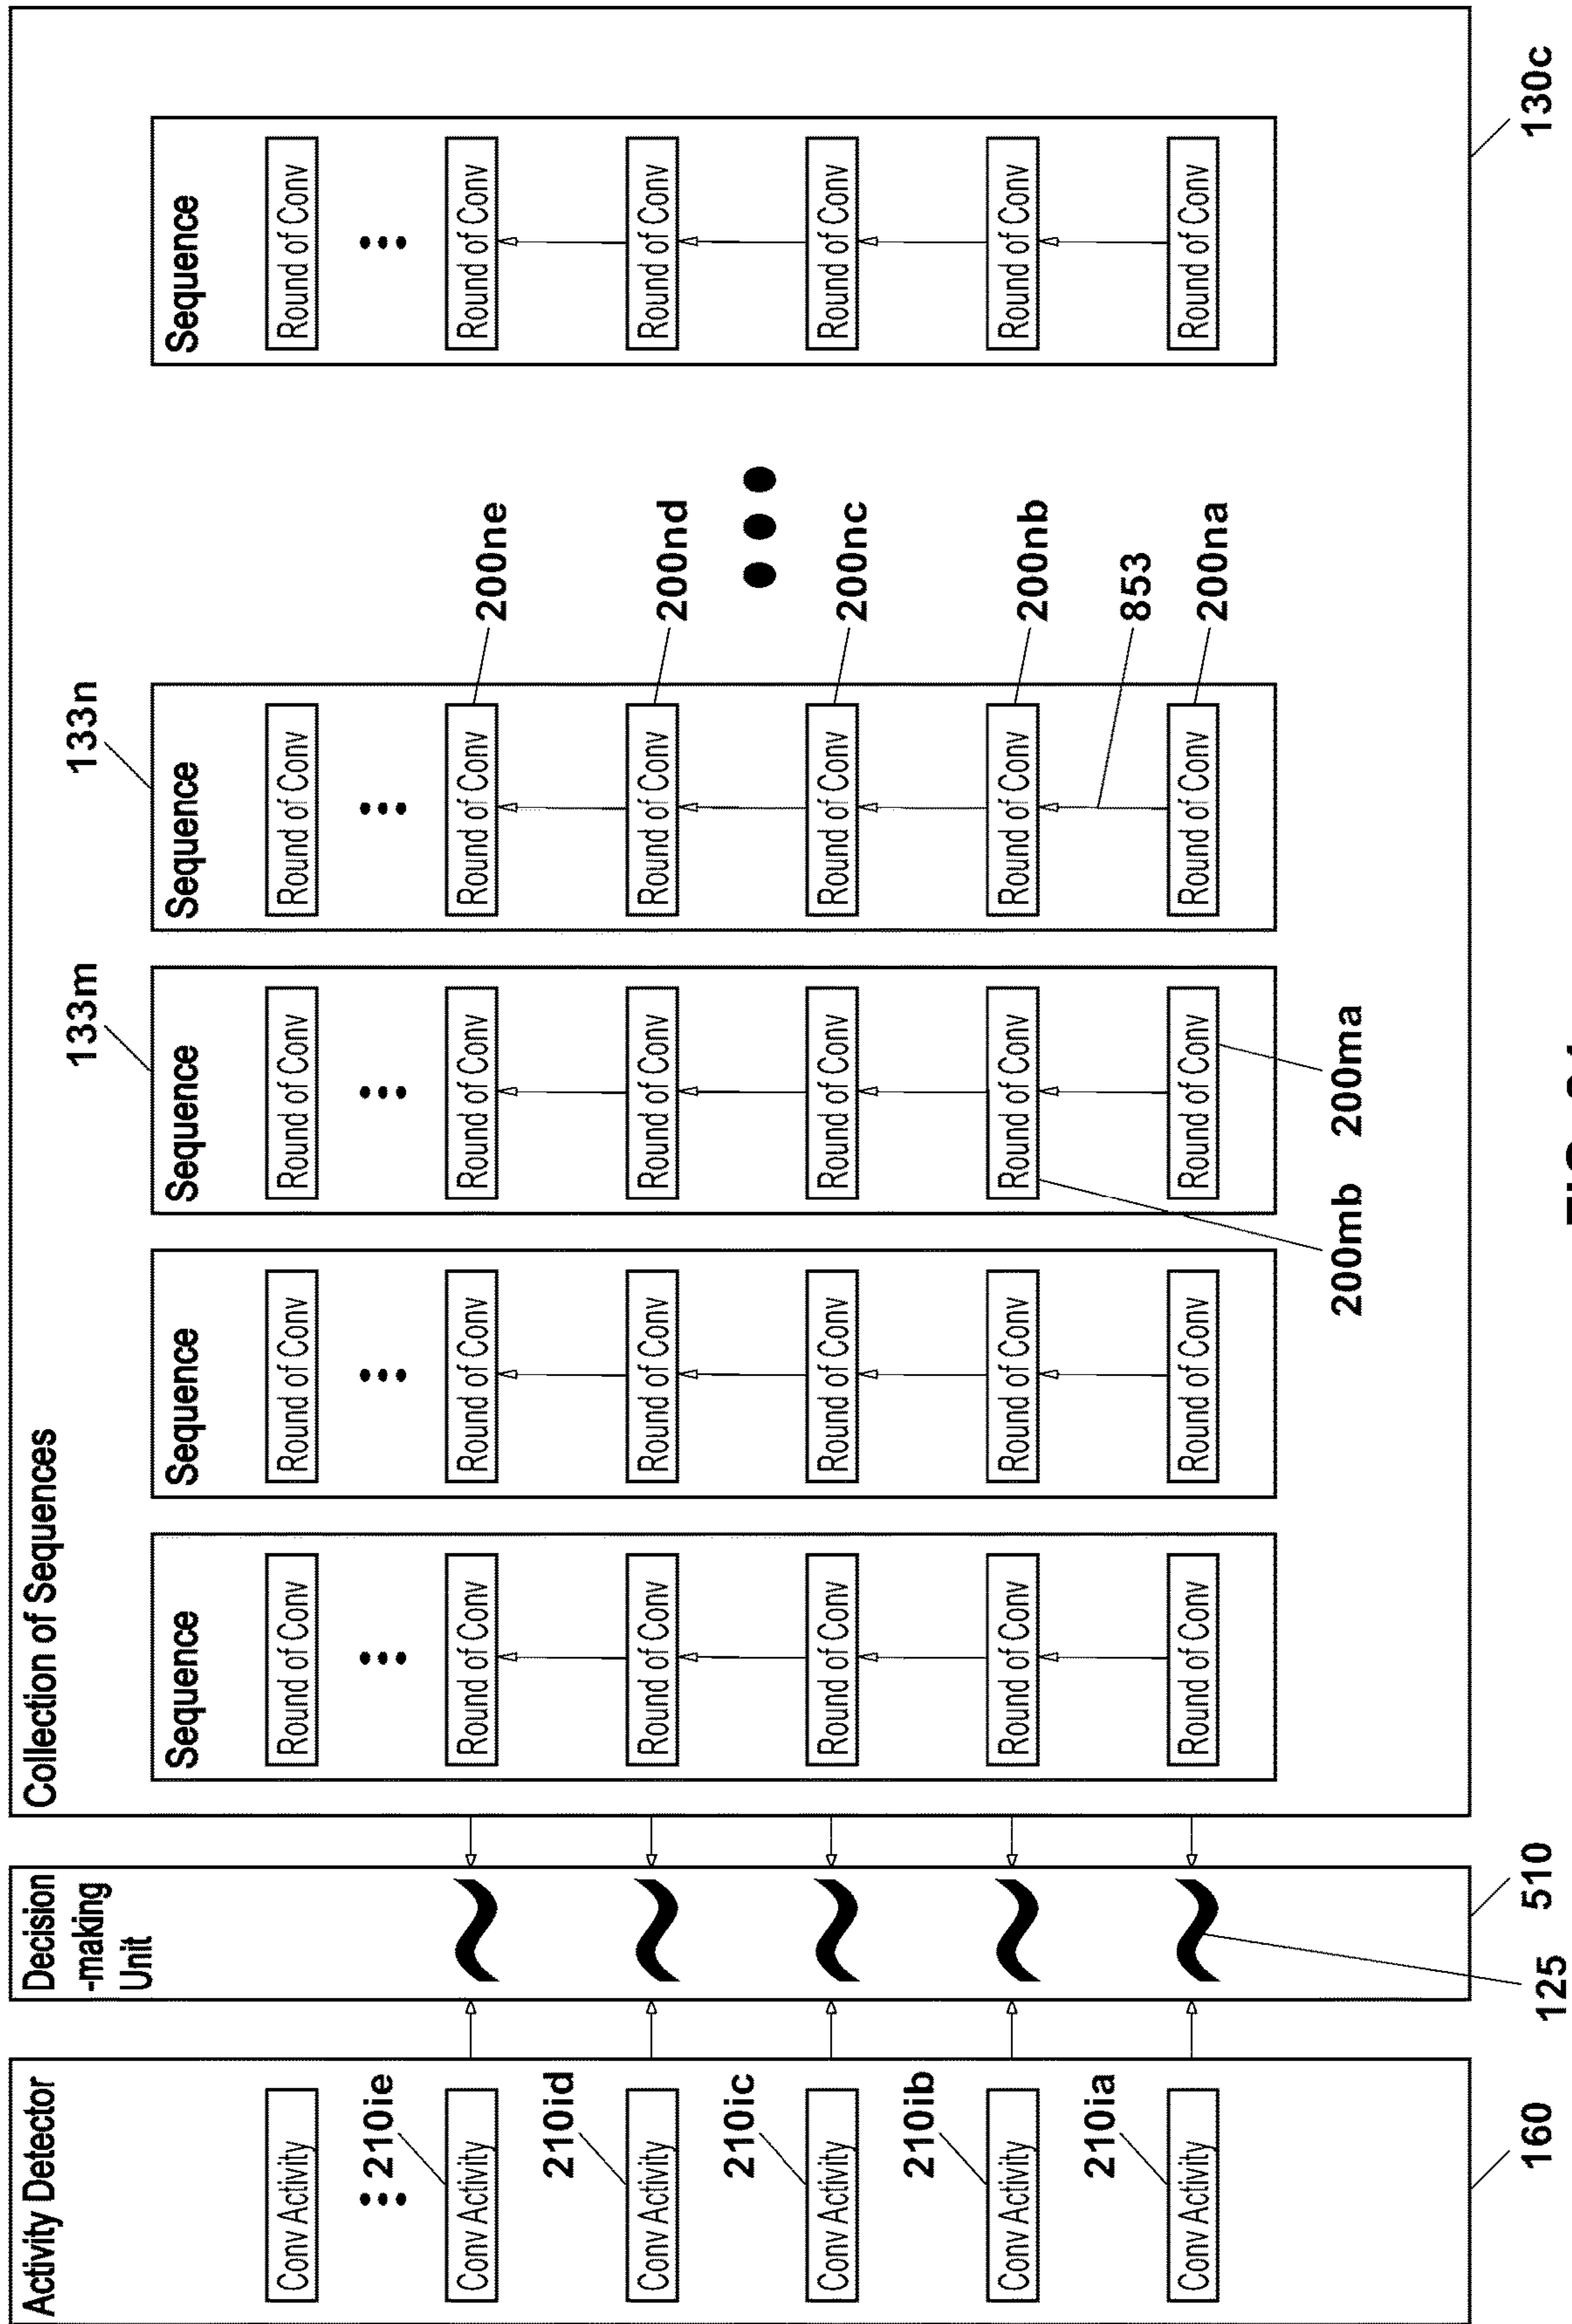 Activity Detector
Conv Activity
210ie
Conv Activity
210id
Conv Activity
210ic
Conv Activity
210ib
Conv Activity
210ia
Conv Activity
160
Decision
-making
Unit
125
510
Collection of Sequences
Sequence
Round of Conv
Round of Conv
Round of Conv
Round of Conv
Round of Conv
Round of Conv
Sequence
Round of Conv
Round of Conv
Round of Conv
Round of Conv
Round of Conv
Round of Conv
133m
Sequence
Round of Conv
Round of Conv
Round of Conv
Round of Conv
Round of Conv
Round of Conv
200mb
200ma
133n
Sequence
Round of Conv
Round of Conv
Round of Conv
Round of Conv
Round of Conv
Round of Conv
200ne
200nd
200nc
200nb
853
200na
Sequence
Round of Conv
Round of Conv
Round of Conv
Round of Conv
Round of Conv
Round of Conv
130c